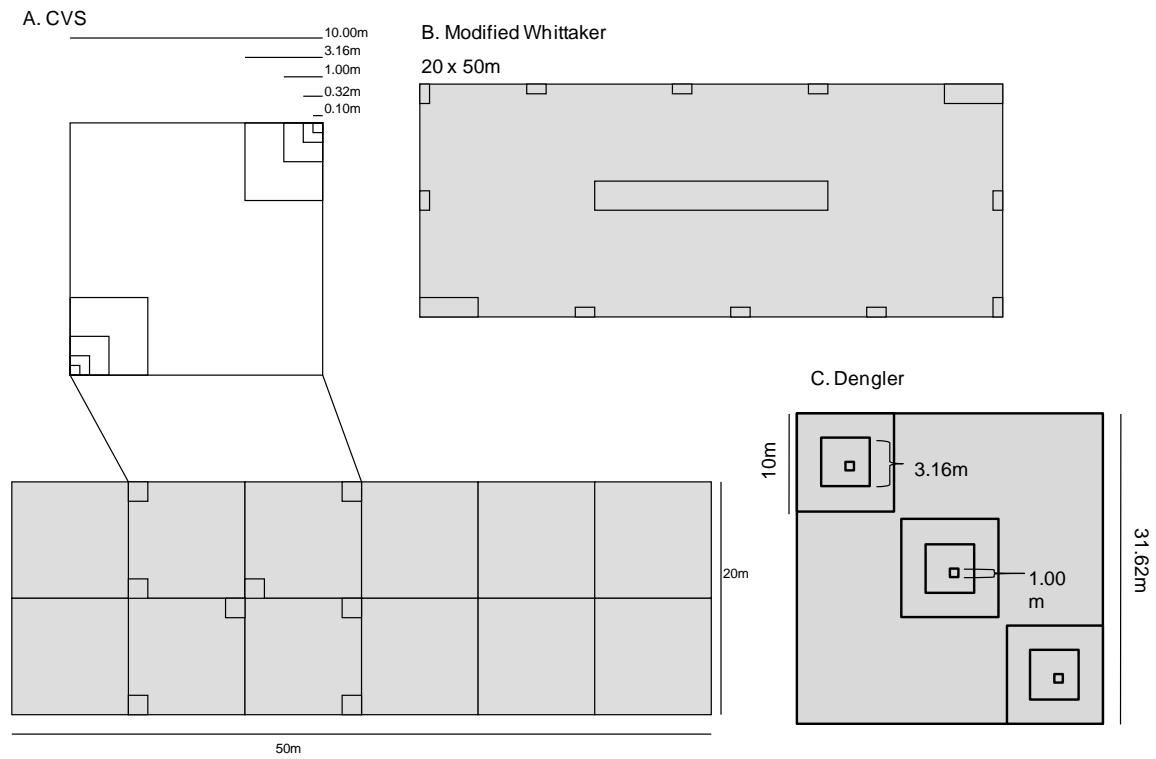 A. CVS
10.00m
3.16m
1.00m
0.32m
0.10m
B. Modified Whittaker
20 x 50m
C. Dengler
10m
3.16m
1.00
m
31.62m
20m
50m